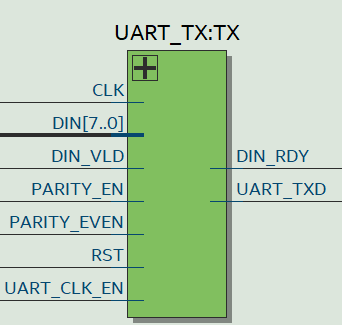 UART_TX:TX
CLK
DIN[7..0]
DIN_VLD
DIN_RDY
PARITY_EN
UART_TXD
PARITY_EVEN
RST
UART_CLK_EN